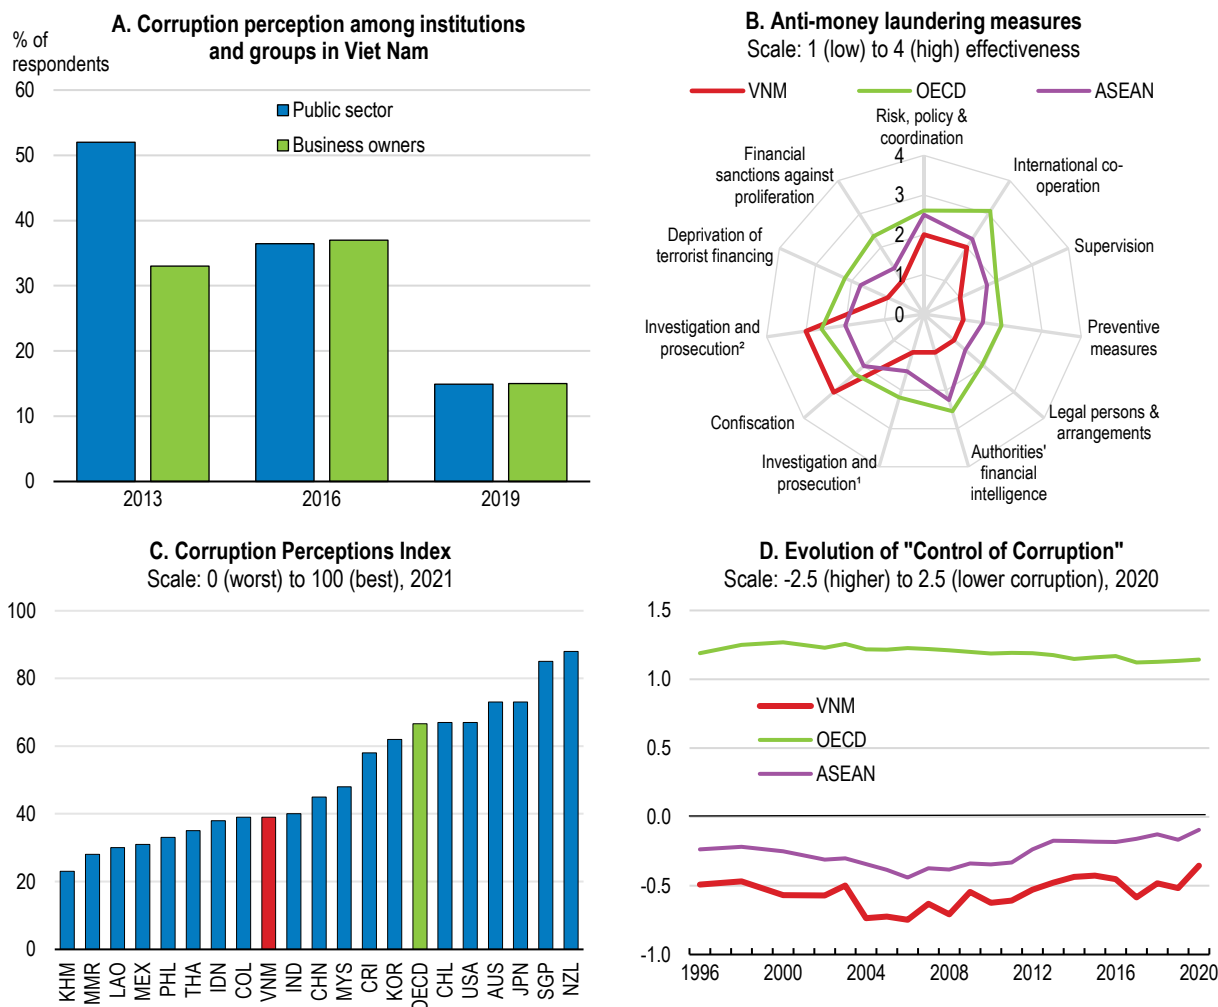 A. Corruption perception among institutions
and groups in Viet Nam
% of
respondents
60
50
40
30
20
10
0
Public sector
Business owners
2013
2016
2019
B. Anti-money laundering measures
Scale: 1 (low) to 4 (high) effectiveness
VNM
OECD
ASEAN
Risk, policy &
coordination
International co-
operation
Supervision
Preventive
measures
Legal persons &
arrangements
Authorities'
financial
intelligence
Investigation and
prosecution¹
Confiscation
Investigation and
prosecution²
Deprivation of
terrorist financing
Financial
sanctions against
proliferation
4
3
2
1
0
C. Corruption Perceptions Index
Scale: 0 (worst) to 100 (best), 2021
100
80
60
40
20
0
KHM
MMR
LAO
MEX
PHL
THA
IDN
COL
VNM
IND
CHN
MYS
CRI
KOR
OECD
CHL
USA
AUS
JPN
SGP
NZL
D. Evolution of "Control of Corruption"
Scale: -2.5 (higher) to 2.5 (lower corruption), 2020
1.5
1.0
0.5
0.0
-0.5
-1.0
VNM
OECD
ASEAN
1996
2000
2004
2008
2012
2016
2020